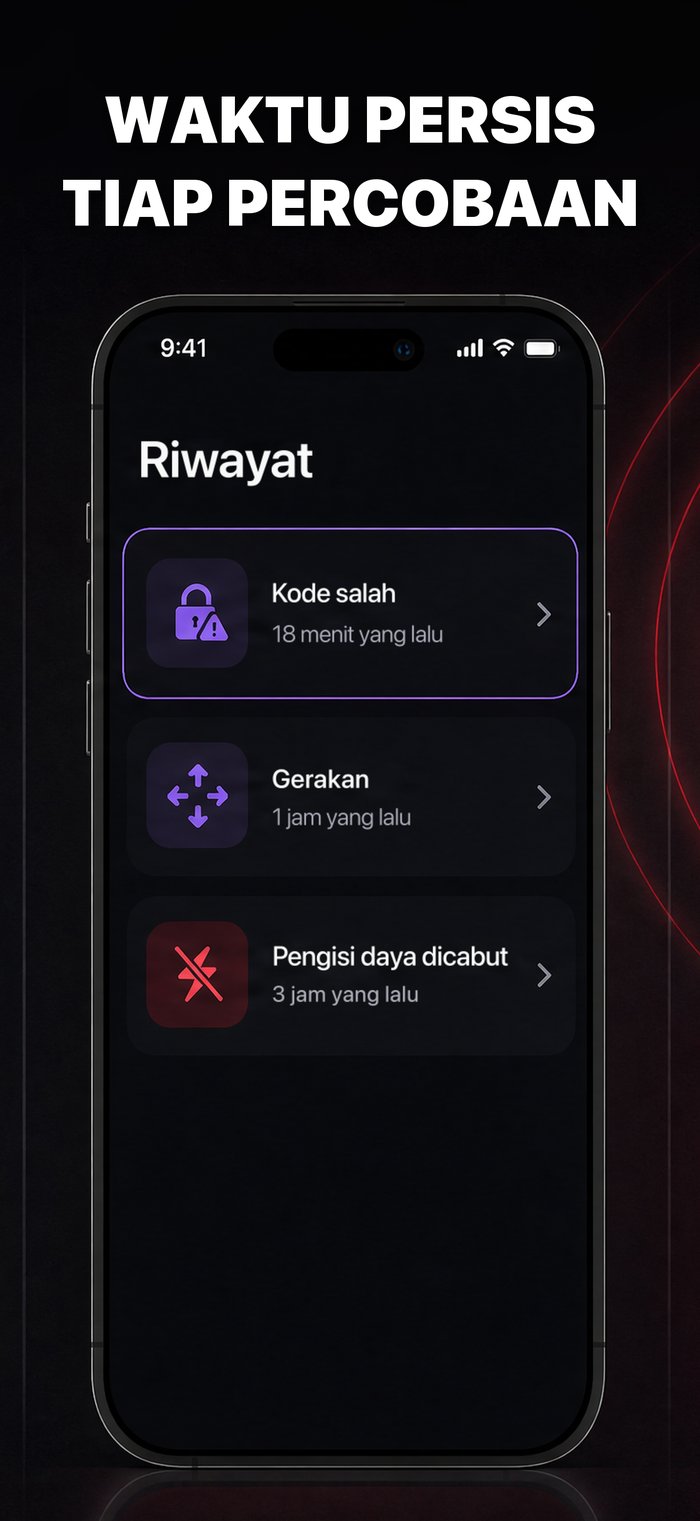 WAKTU PERSIS
TIAP PERCOBAAN
9:41
Riwayat
Kode salah
18 menit yang lalu
Gerakan
1 jam yang lalu
Pengisi daya dicabut
3 jam yang lalu